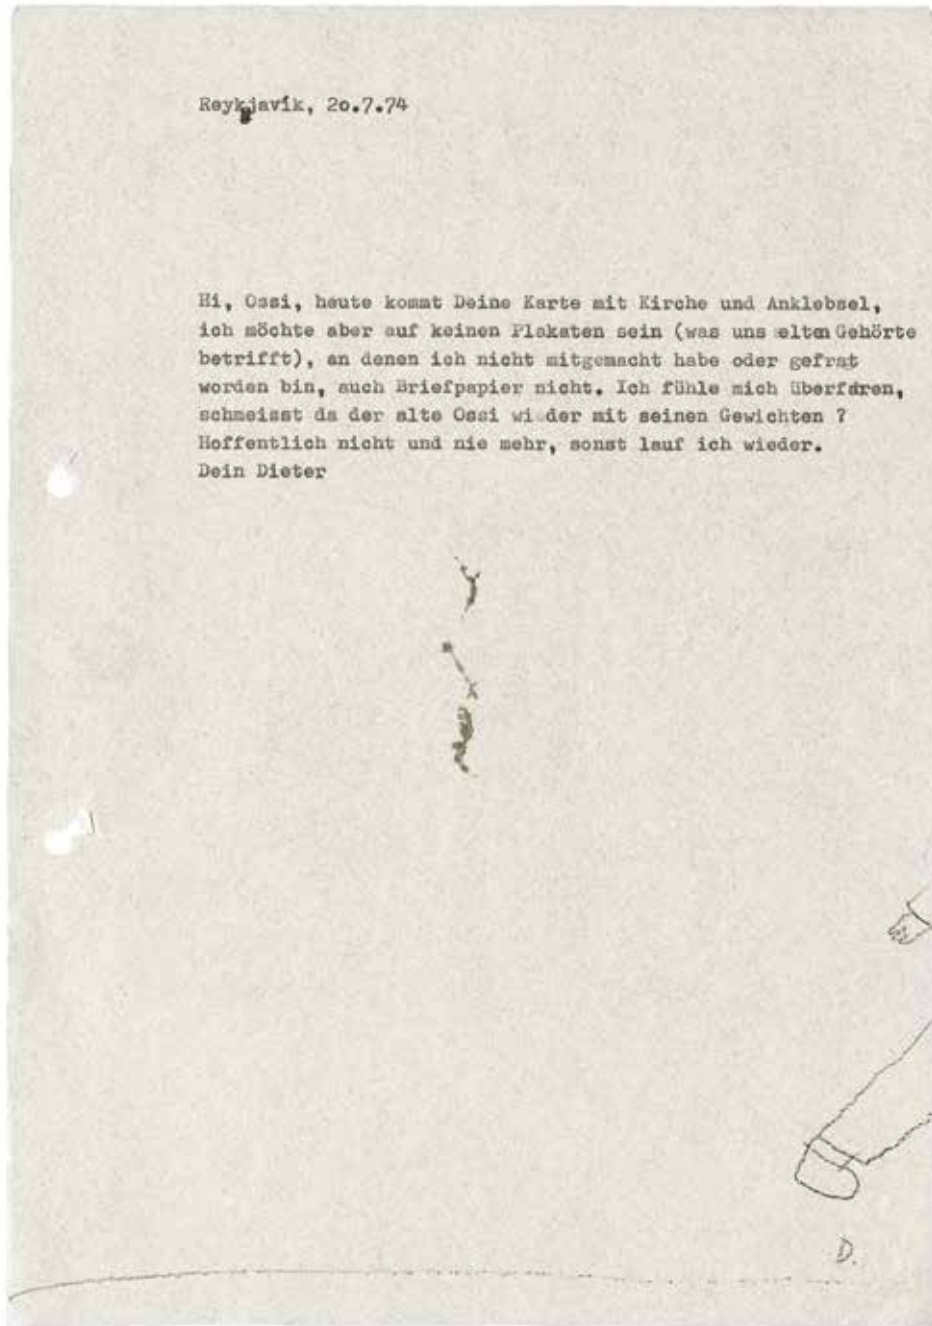 Reykjavík, 2o.7.74
Hi, Ossi, heute kommt Deine Karte mit Kirche und Anklebsel,
ich möchte aber auf keinen Plakaten sein (was uns elten Gehörte
betrifft), an denen ich nicht mitgemacht habe oder gefrat
worden bin, auch Briefpapier nicht. Ich fühle mich überfaren,
schmeisst da der alte Ossi wi der mit seinen Gewichten ?
Hoffentlich nicht und nie mehr, sonst lauf ich wieder.
Dein Dieter
D.